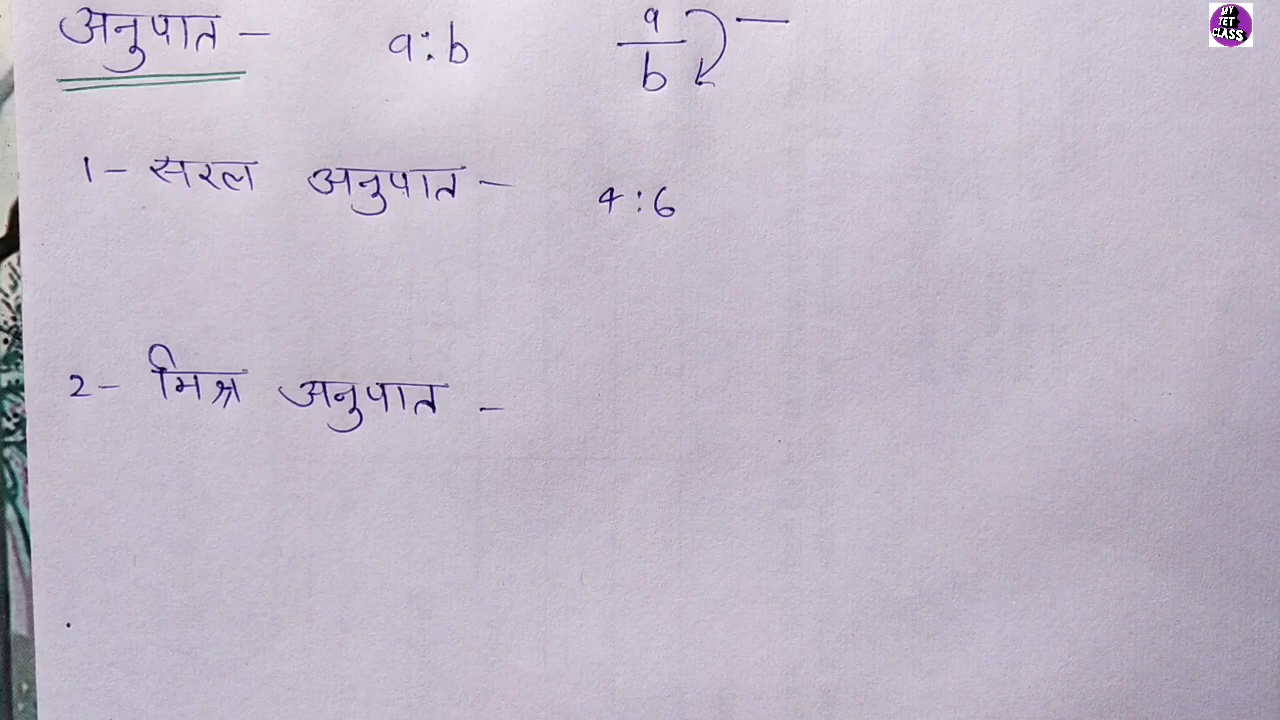 अनुपात – a:b a/b –
1- सरल अनुपात – 4:6
2- मिश्र अनुपात –
MY TET CLASS